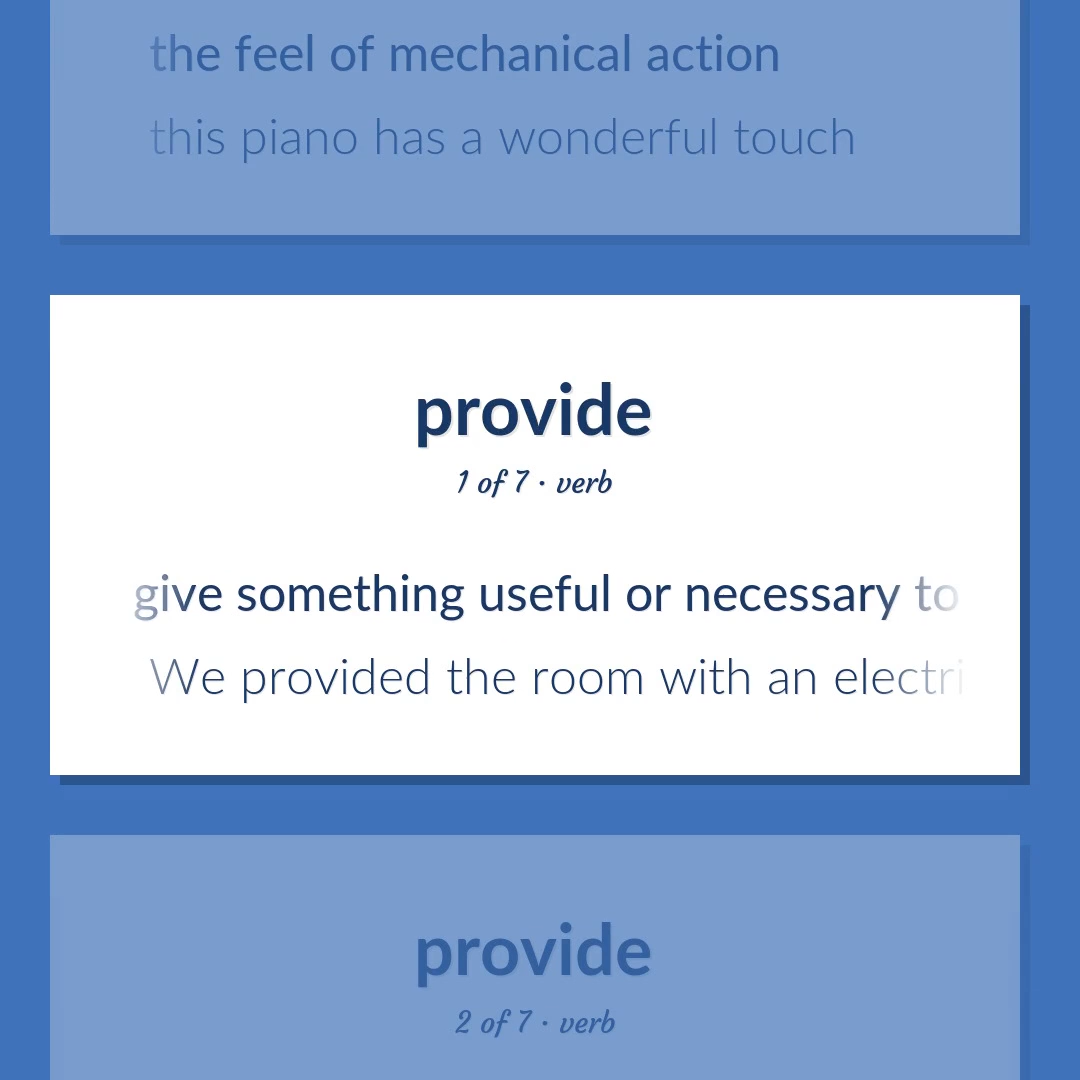 the feel of mechanical action
this piano has a wonderful touch
provide
1 of 7 · verb
give something useful or necessary to
We provided the room with an electri
provide
2 of 7 · verb